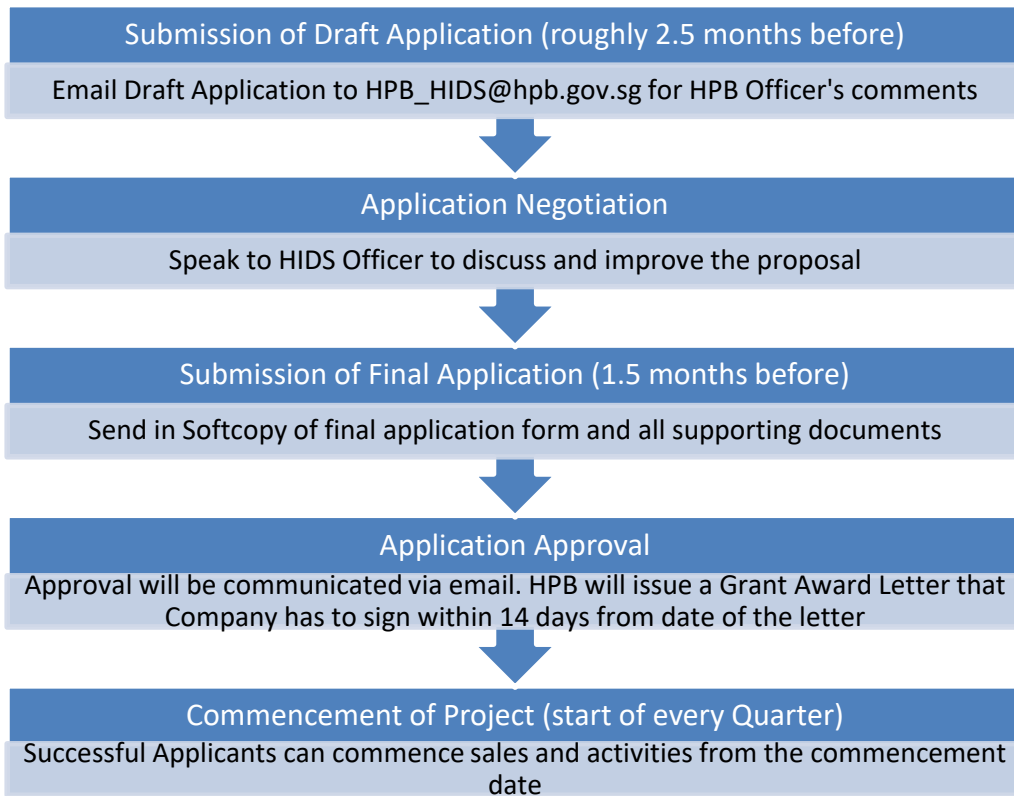 Submission of Draft Application (roughly 2.5 months before)
Email Draft Application to HPB_HIDS@hpb.gov.sg for HPB Officer's comments
Application Negotiation
Speak to HIDS Officer to discuss and improve the proposal
Submission of Final Application (1.5 months before)
Send in Softcopy of final application form and all supporting documents
Application Approval
Approval will be communicated via email. HPB will issue a Grant Award Letter that
Company has to sign within 14 days from date of the letter
Commencement of Project (start of every Quarter)
Successful Applicants can commence sales and activities from the commencement
date